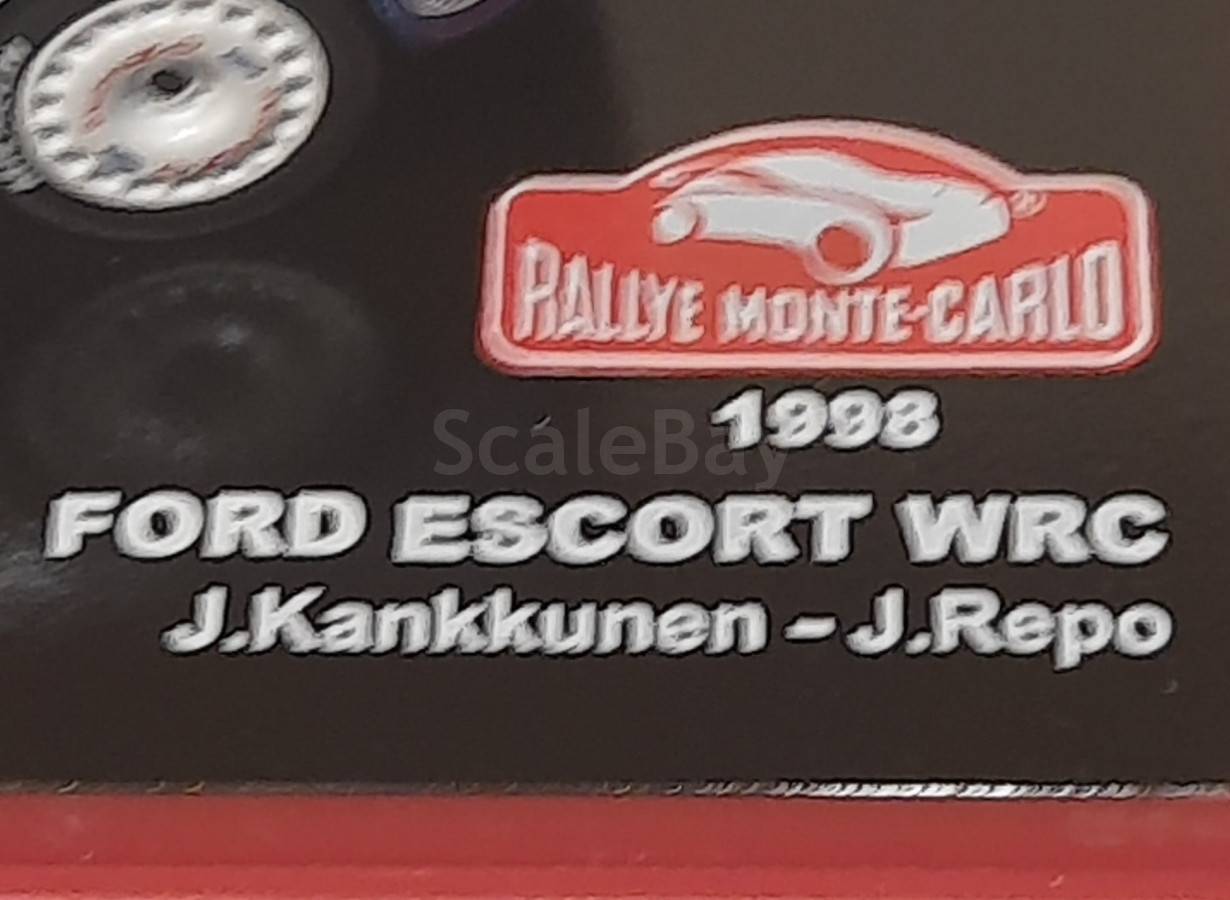 RALLYE MONTE-CARLO
1998
ScaleBay
FORD ESCORT WRC
J.Kankkunen - J.Repo